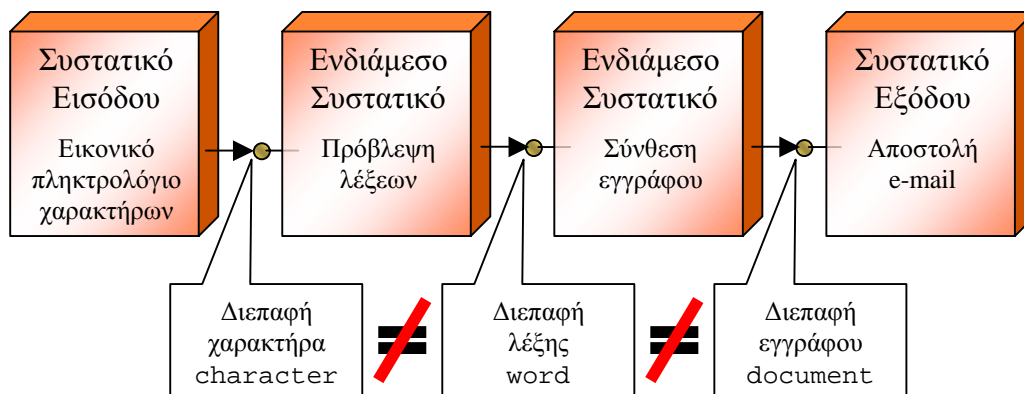 Συστατικό
Εισόδου
Εικονικό
πληκτρολόγιο
χαρακτήρων
Ενδιάμεσο
Συστατικό
Πρόβλεψη
λέξεων
Ενδιάμεσο
Συστατικό
Σύνθεση
εγγράφου
Συστατικό
Εξόδου
Αποστολή
e-mail
Διεπαφή
χαρακτήρα
character
Διεπαφή
λέξης
word
Διεπαφή
εγγράφου
document